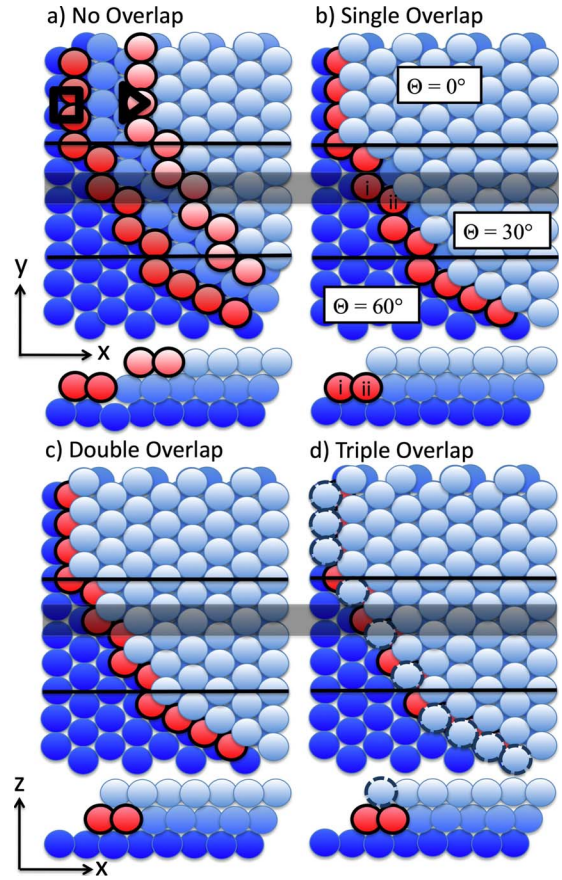 a) No Overlap
b) Single Overlap
Θ = 0°
i
ii
Θ = 30°
Θ = 60°
y
x
i ii
c) Double Overlap
d) Triple Overlap
z
x